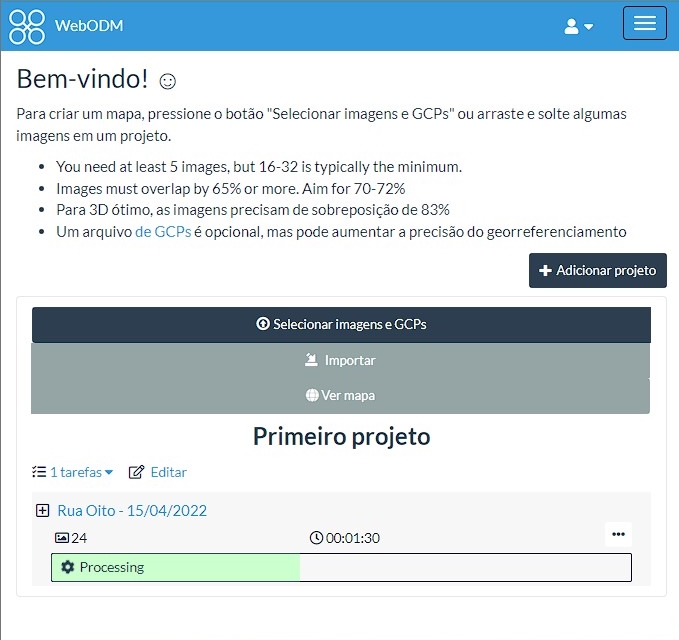 WebODM
Bem-vindo! ☺
Para criar um mapa, pressione o botão "Selecionar imagens e GCPs" ou arraste e solte algumas
imagens em um projeto.
• You need at least 5 images, but 16-32 is typically the minimum.
• Images must overlap by 65% or more. Aim for 70-72%
• Para 3D ótimo, as imagens precisam de sobreposição de 83%
• Um arquivo de GCPs é opcional, mas pode aumentar a precisão do georreferenciamento
Adicionar projeto
Selecionar imagens e GCPs
Importar
Ver mapa
Primeiro projeto
1 tarefas Editar
Rua Oito - 15/04/2022
24 00:01:30
Processing